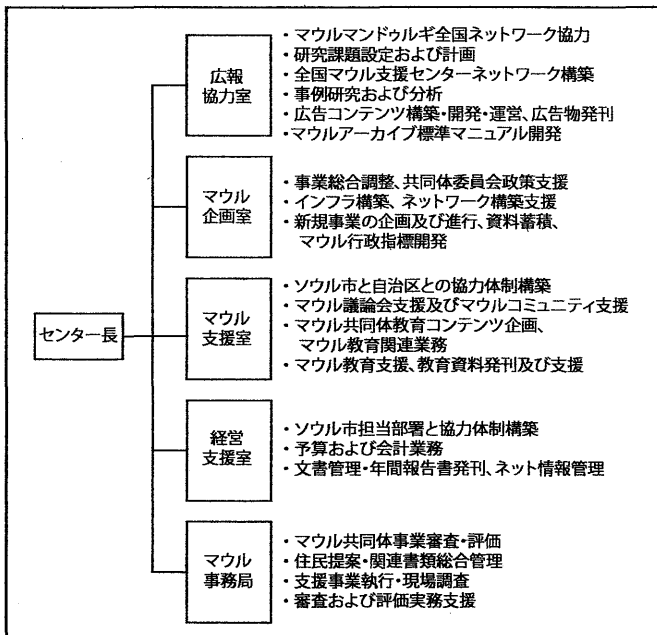 広報
協力室
・マウルマンドゥルギ全国ネットワーク協力
・研究課題設定および計画
・全国マウル支援センターネットワーク構築
・事例研究および分析
・広告コンテンツ構築・開発・運営、広告物発刊
・マウルアーカイブ標準マニュアル開発
マウル
企画室
・事業総合調整、共同体委員会政策支援
・インフラ構築、ネットワーク構築支援
・新規事業の企画及び進行、資料蓄積、
マウル行政指標開発
センター長
マウル
支援室
・ソウル市と自治区との協力体制構築
・マウル議論会支援及びマウルコミュニティ支援
・マウル共同体教育コンテンツ企画、
マウル教育関連業務
・マウル教育支援、教育資料発刊及び支援
経営
支援室
・ソウル市担当部署と協力体制構築
・予算および会計業務
・文書管理・年間報告書発刊、ネット情報管理
マウル
事務局
・マウル共同体事業審査・評価
・住民提案・関連書類総合管理
・支援事業執行・現場調査
・審査および評価実務支援